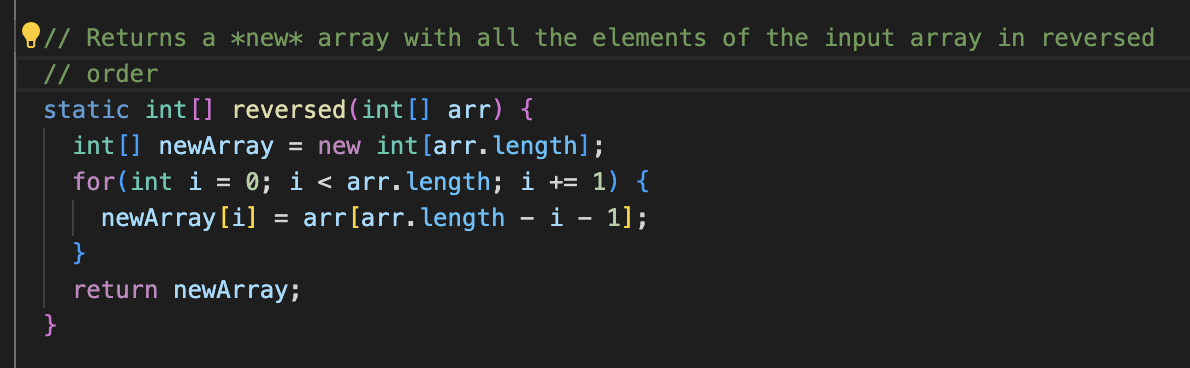 // Returns a *new* array with all the elements of the input array in reversed
// order
static int[] reversed(int[] arr) {
  int[] newArray = new int[arr.length];
  for(int i = 0; i < arr.length; i += 1) {
    newArray[i] = arr[arr.length - i - 1];
  }
  return newArray;
}